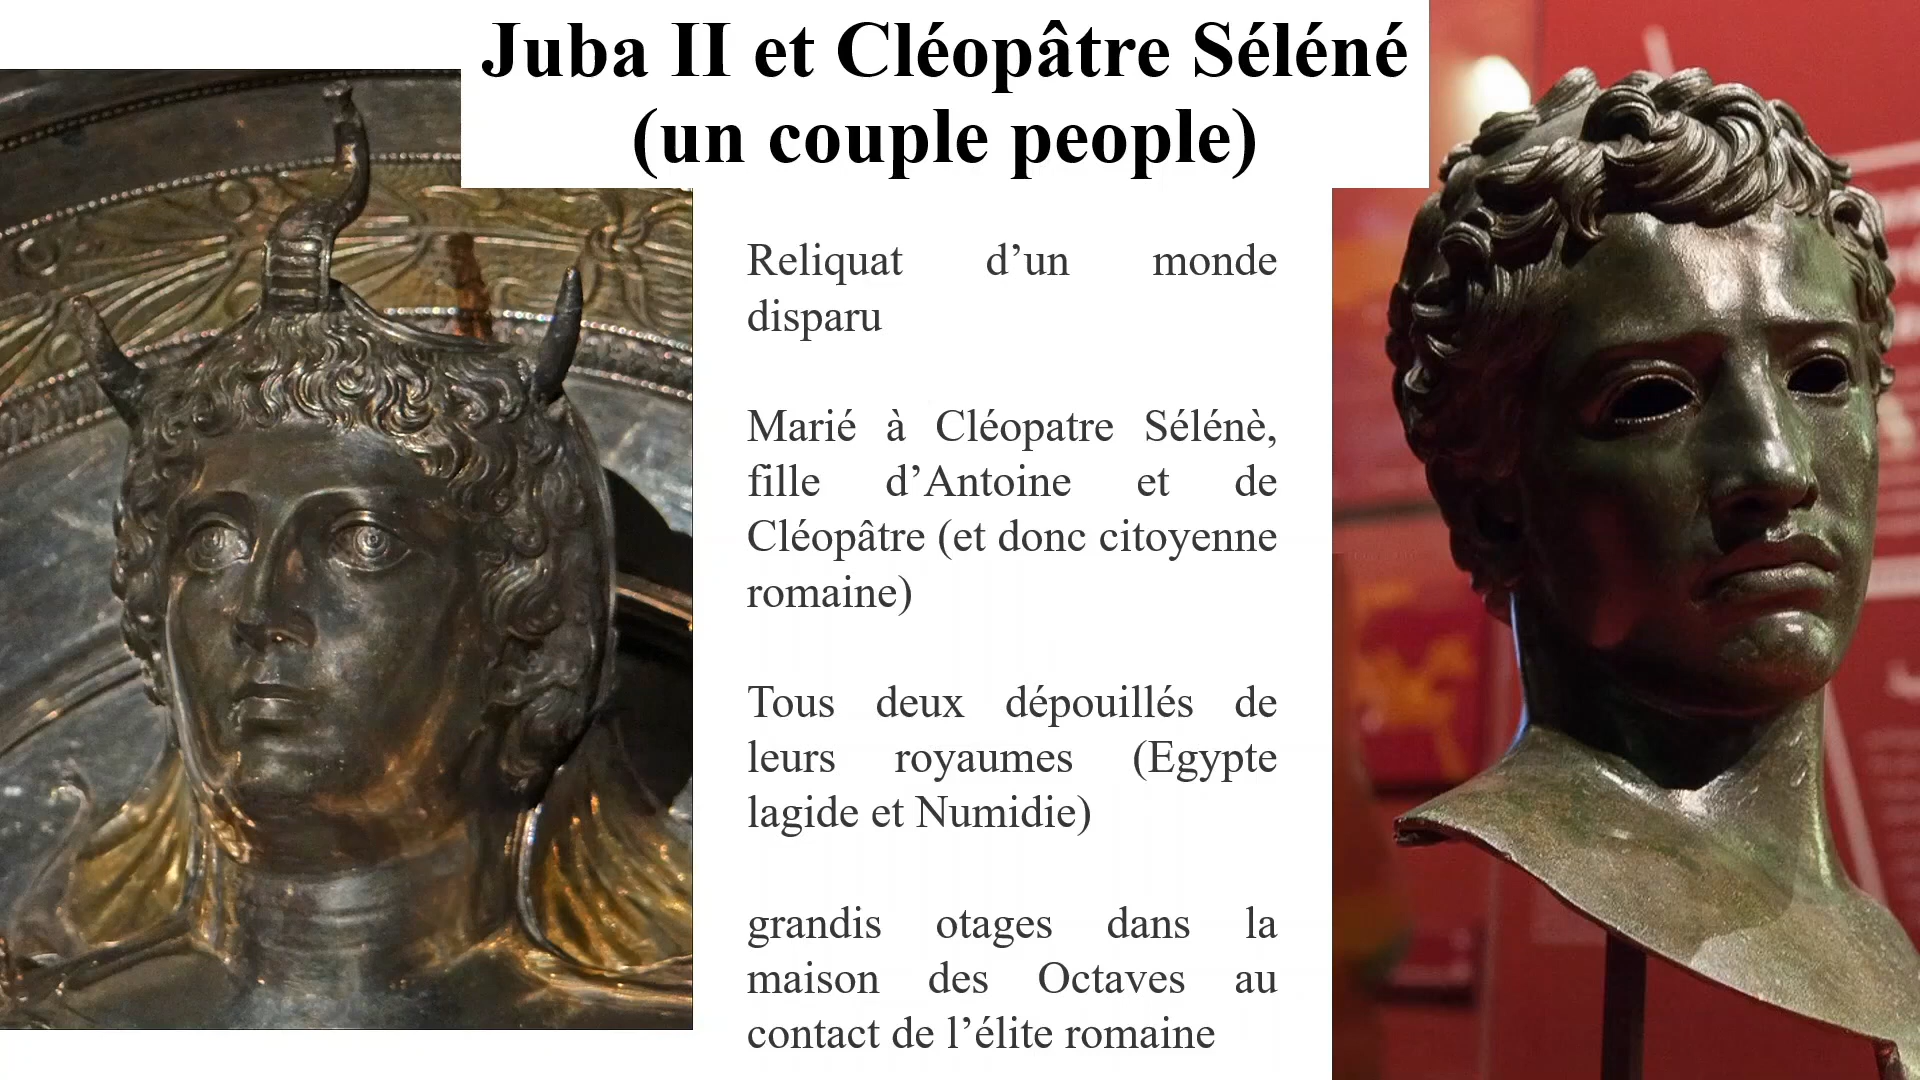 Juba II et Cléopâtre Séléné
(un couple people)
Reliquat d’un monde
disparu
Marié à Cléopatre Sélénè,
fille d’Antoine et de
Cléopâtre (et donc citoyenne
romaine)
Tous deux dépouillés de
leurs royaumes (Egypte
lagide et Numidie)
grandis otages dans la
maison des Octaves au
contact de l’élite romaine